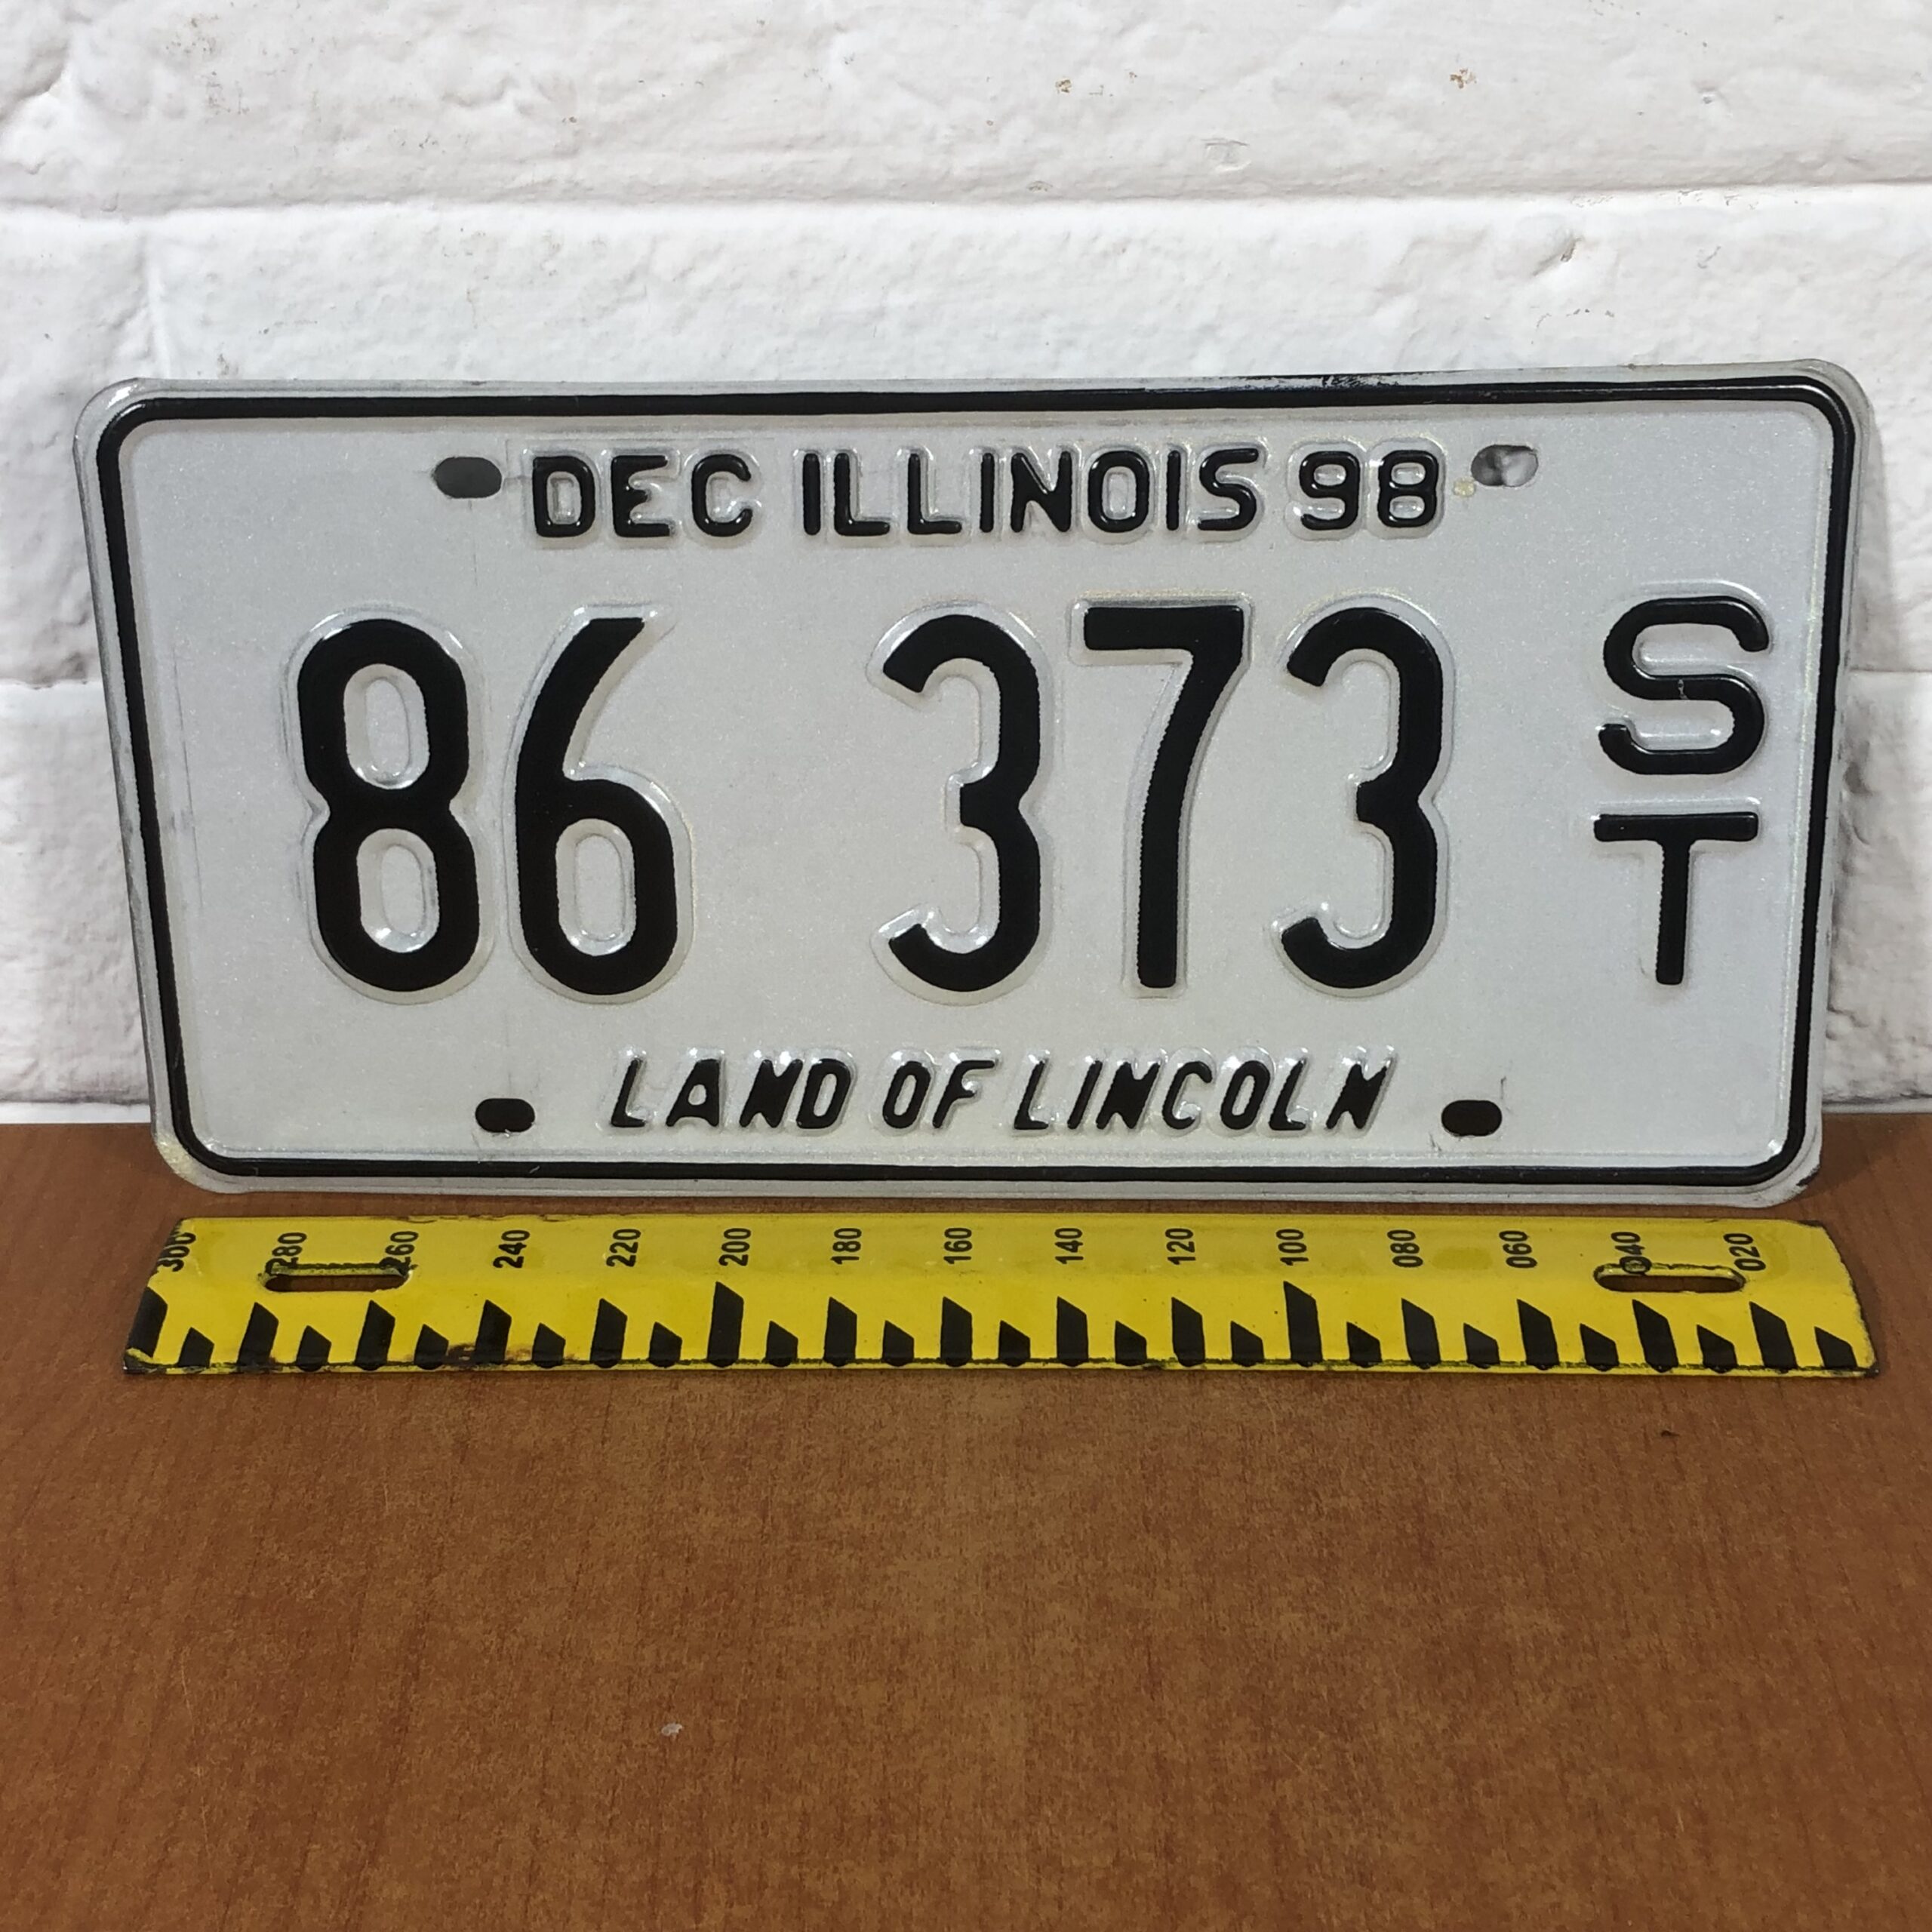 DEC ILLINOIS 98
86 373 ST
LAND OF LINCOLN
300 280 260 240 220 200 180 160 140 120 100 080 060 040 020